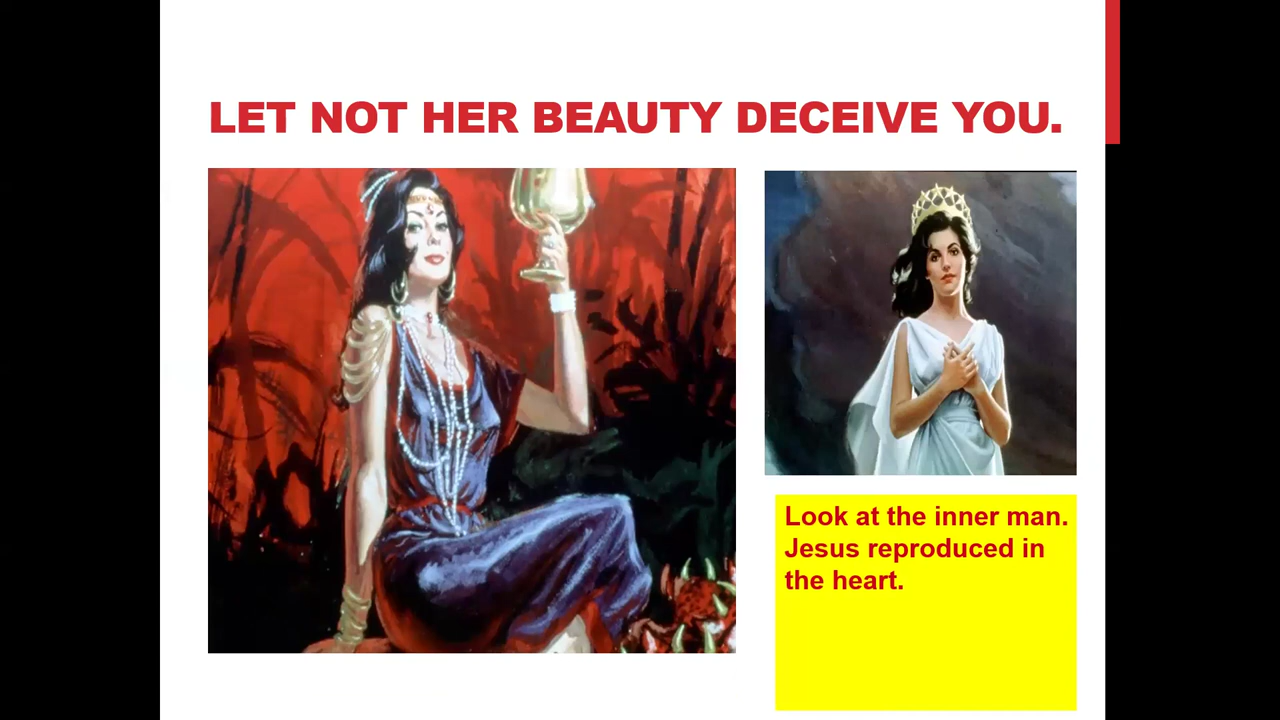 LET NOT HER BEAUTY DECEIVE YOU.
Look at the inner man.
Jesus reproduced in
the heart.